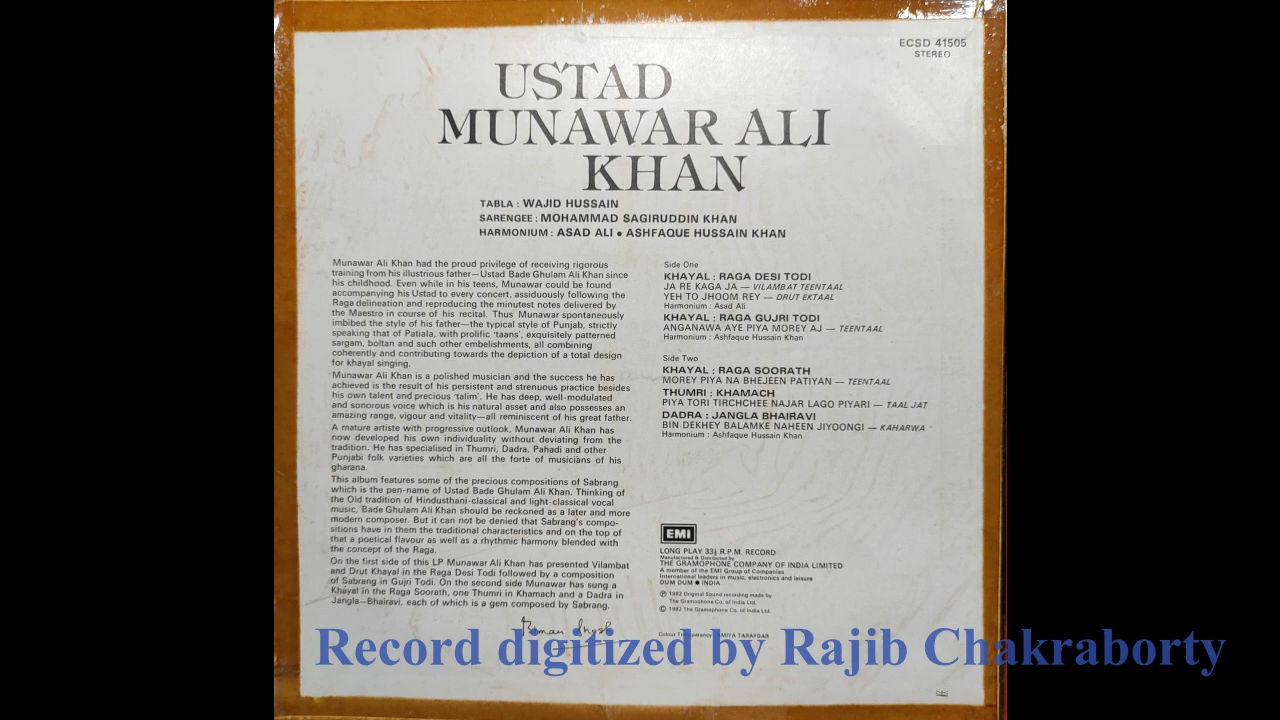 ECSD 41505
STEREO
USTAD
MUNAWAR ALI
KHAN
TABLA : WAJID HUSSAIN
SARENGEE : MOHAMMAD SAGIRUDDIN KHAN
HARMONIUM : ASAD ALI ● ASHFAQUE HUSSAIN KHAN
Munawar Ali Khan had the proud privilege of receiving rigorous
training from his illustrious father—Ustad Bade Ghulam Ali Khan since
his childhood. Even while in his teens, Munawar could be found
accompanying his Ustad to every concert, assiduously following the
Raga delineation and reproducing the minutest notes delivered by
the Maestro in course of his recital. Thus Munawar spontaneously
imbibed the style of his father—the typical style of Punjab, strictly
speaking that of Patiala, with prolific ‘taans’, exquisitely patterned
sargam, boltan and such other embelishments, all combining
coherently and contributing towards the depiction of a total design
for khayal singing.
Munawar Ali Khan is a polished musician and the success he has
achieved is the result of his persistent and strenuous practice besides
his own talent and precious ‘talim’. He has deep, well-modulated
and sonorous voice which is his natural asset and also possesses an
amazing range, vigour and vitality—all reminiscent of his great father.
A mature artiste with progressive outlook, Munawar Ali Khan has
now developed his own individuality without deviating from the
tradition. He has specialised in Thumri, Dadra, Pahadi and other
Punjabi folk varieties which are all the forte of musicians of his
gharana.
This album features some of the precious compositions of Sabrang
which is the pen-name of Ustad Bade Ghulam Ali Khan. Thinking of
the Old tradition of Hindusthani-classical and light-classical vocal
music, Bade Ghulam Ali Khan should be reckoned as a later and more
modern composer. But it can not be denied that Sabrang's compo-
sitions have in them the traditional characteristics and on the top of
that a poetical flavour as well as a rhythmic harmony blended with
the concept of the Raga.
On the first side of this LP Munawar Ali Khan has presented Vilambat
and Drut Khayal in the Raga Desi Todi followed by a composition
of Sabrang in Gujri Todi. On the second side Munawar has sung a
Khayal in the Raga Soorath, one Thumri in Khamach and a Dadra in
Jangla—Bhairavi, each of which is a gem composed by Sabrang.
Side One
KHAYAL : RAGA DESI TODI
JA RE KAGA JA — VILAMBAT TEENTAAL
YEH TO JHOOM REY — DRUT EKTAAL
Harmonium : Asad Ali
KHAYAL : RAGA GUJRI TODI
ANGANAWA AYE PIYA MOREY AJ — TEENTAAL
Harmonium : Ashfaque Hussain Khan
Side Two
KHAYAL : RAGA SOORATH
MOREY PIYA NA BHEJEEN PATIYAN — TEENTAAL
THUMRI : KHAMACH
PIYA TORI TIRCHCHEE NAJAR LAGO PIYARI — TAAL JAT
DADRA : JANGLA BHAIRAVI
BIN DEKHEY BALAMKE NAHEEN JIYOONGI — KAHARWA
Harmonium : Ashfaque Hussain Khan
EMI
LONG PLAY 33⅓ R.P.M. RECORD
Manufactured & Distributed by
THE GRAMOPHONE COMPANY OF INDIA LIMITED
A member of the EMI Group of Companies
International leaders in music, electronics and leisure
DUM DUM ● INDIA
℗ 1982 Original Sound recording made by
The Gramophone Co. of India Ltd.
© 1982 The Gramophone Co. of India Ltd.
Colour Transparency : AMIYA TARAFDAR
Record digitized by Rajib Chakraborty